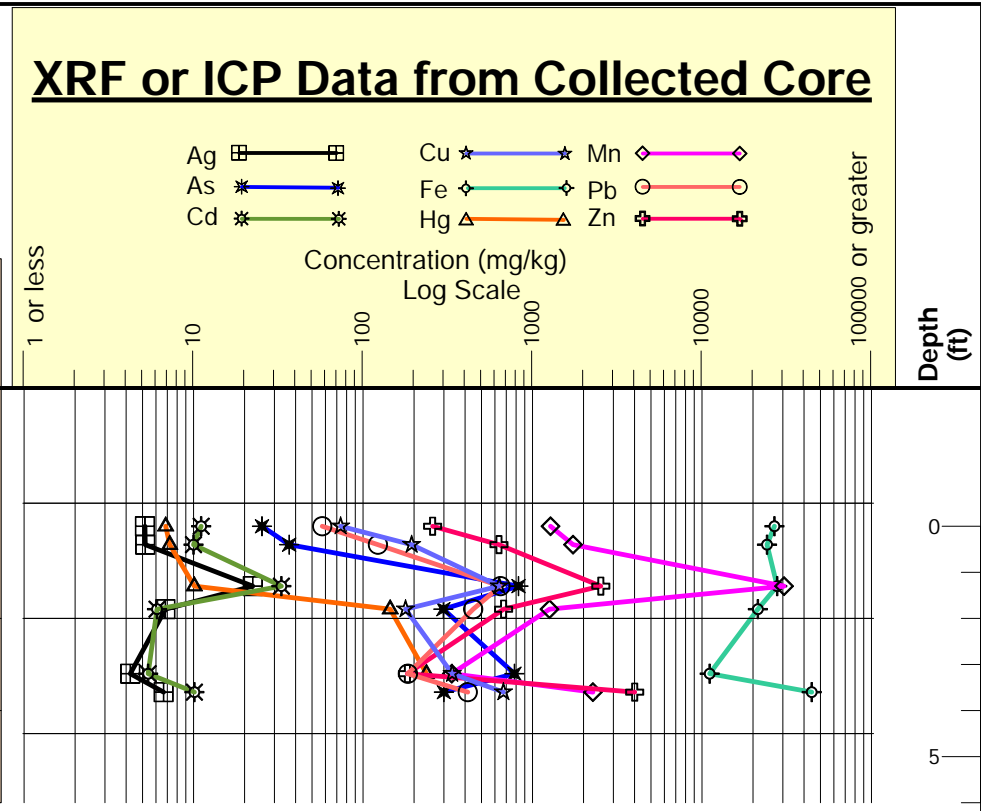 XRF or ICP Data from Collected Core
Ag Cu Mn
As Fe Pb
Cd Hg Zn
Concentration (mg/kg)
Log Scale
1 or less
10
100
1000
10000
100000 or greater
Depth
(ft)
0
5